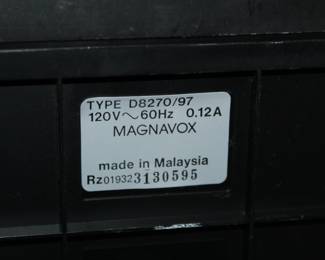 TYPE D8270/97
120V~60Hz 0.12A
MAGNAVOX
made in Malaysia
Rz019323130595